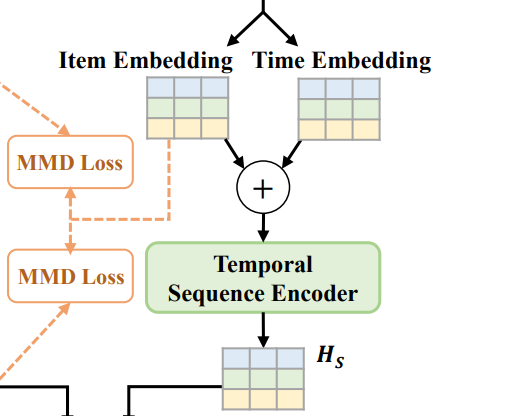 Item Embedding Time Embedding
MMD Loss
+
MMD Loss
Temporal
Sequence Encoder
H_S